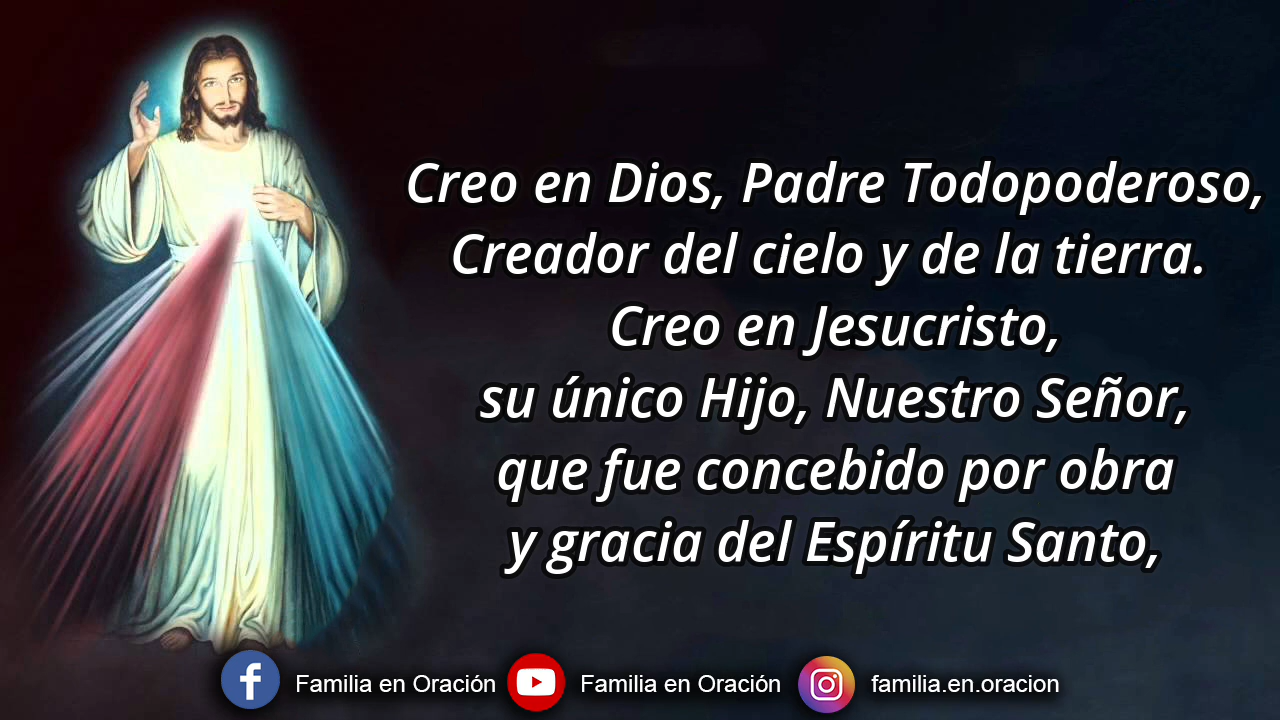 Creo en Dios, Padre Todopoderoso,
Creador del cielo y de la tierra.
Creo en Jesucristo,
su único Hijo, Nuestro Señor,
que fue concebido por obra
y gracia del Espíritu Santo,
Familia en Oración
Familia en Oración
familia.en.oracion